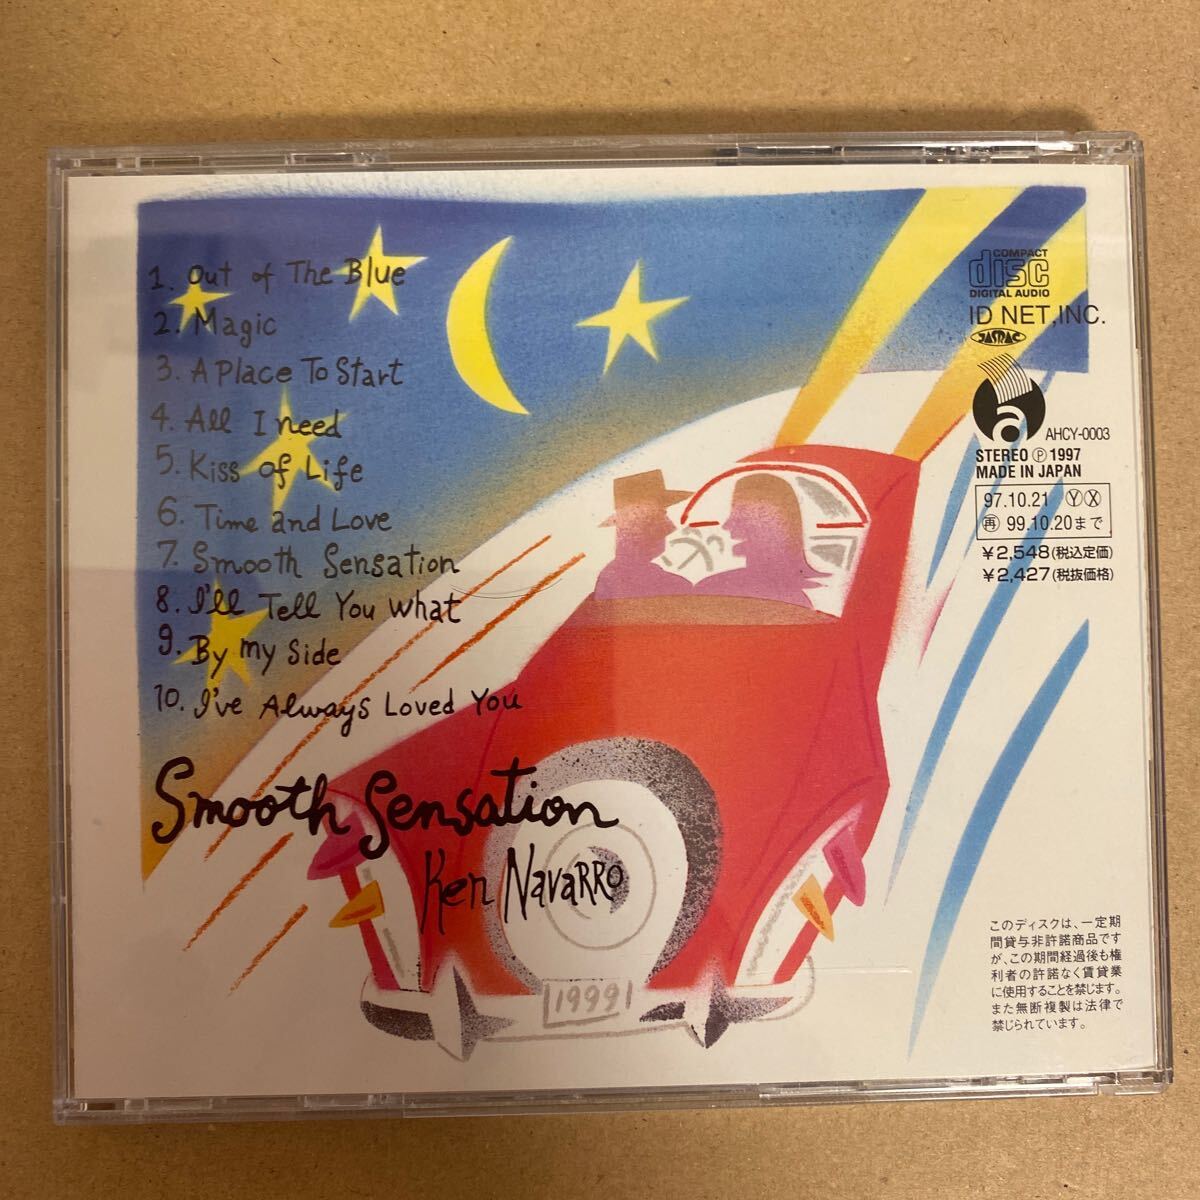 1. Out of The Blue
2. Magic
3. A Place To Start
4. All I need
5. Kiss of Life
6. Time and Love
7. Smooth Sensation
8. I'll Tell You What
9. By my Side
10. I've Always Loved You
Smooth Sensation
Ken Navarro
19991
COMPACT
disc
DIGITAL AUDIO
ID NET,INC.
JASRAC
a
AHCY-0003
STEREO Ⓟ 1997
MADE IN JAPAN
97.10.21 Ⓨ Ⓧ
㊢ 99.10.20まで
¥2,548(税込定価)
¥2,427(税抜価格)
このディスクは、一定期
間貸与非許諾商品です
が、この期間経過後も権
利者の許諾なく賃貸業
に使用することを禁じます。
また無断複製は法律で
禁じられています。